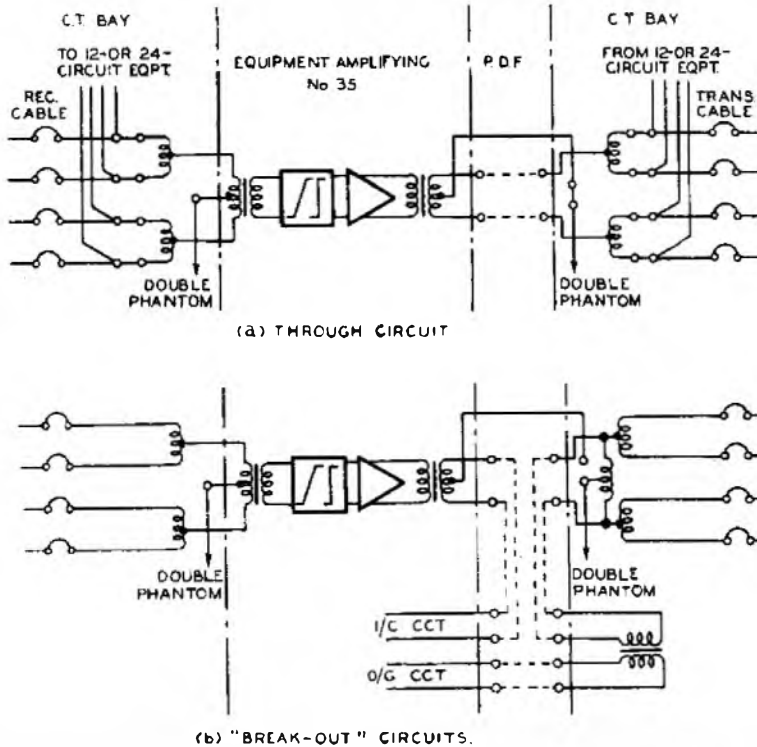 C.T. BAY
TO 12-OR 24-
CIRCUIT EQPT.
REC.
CABLE
EQUIPMENT AMPLIFYING
No 35
P.D.F.
C.T. BAY
FROM 12-OR 24-
CIRCUIT EQPT.
TRANS.
CABLE
DOUBLE
PHANTOM
DOUBLE
PHANTOM
(a) THROUGH CIRCUIT
DOUBLE
PHANTOM
DOUBLE
PHANTOM
I/C CCT
O/G CCT
(b) "BREAK-OUT" CIRCUITS.